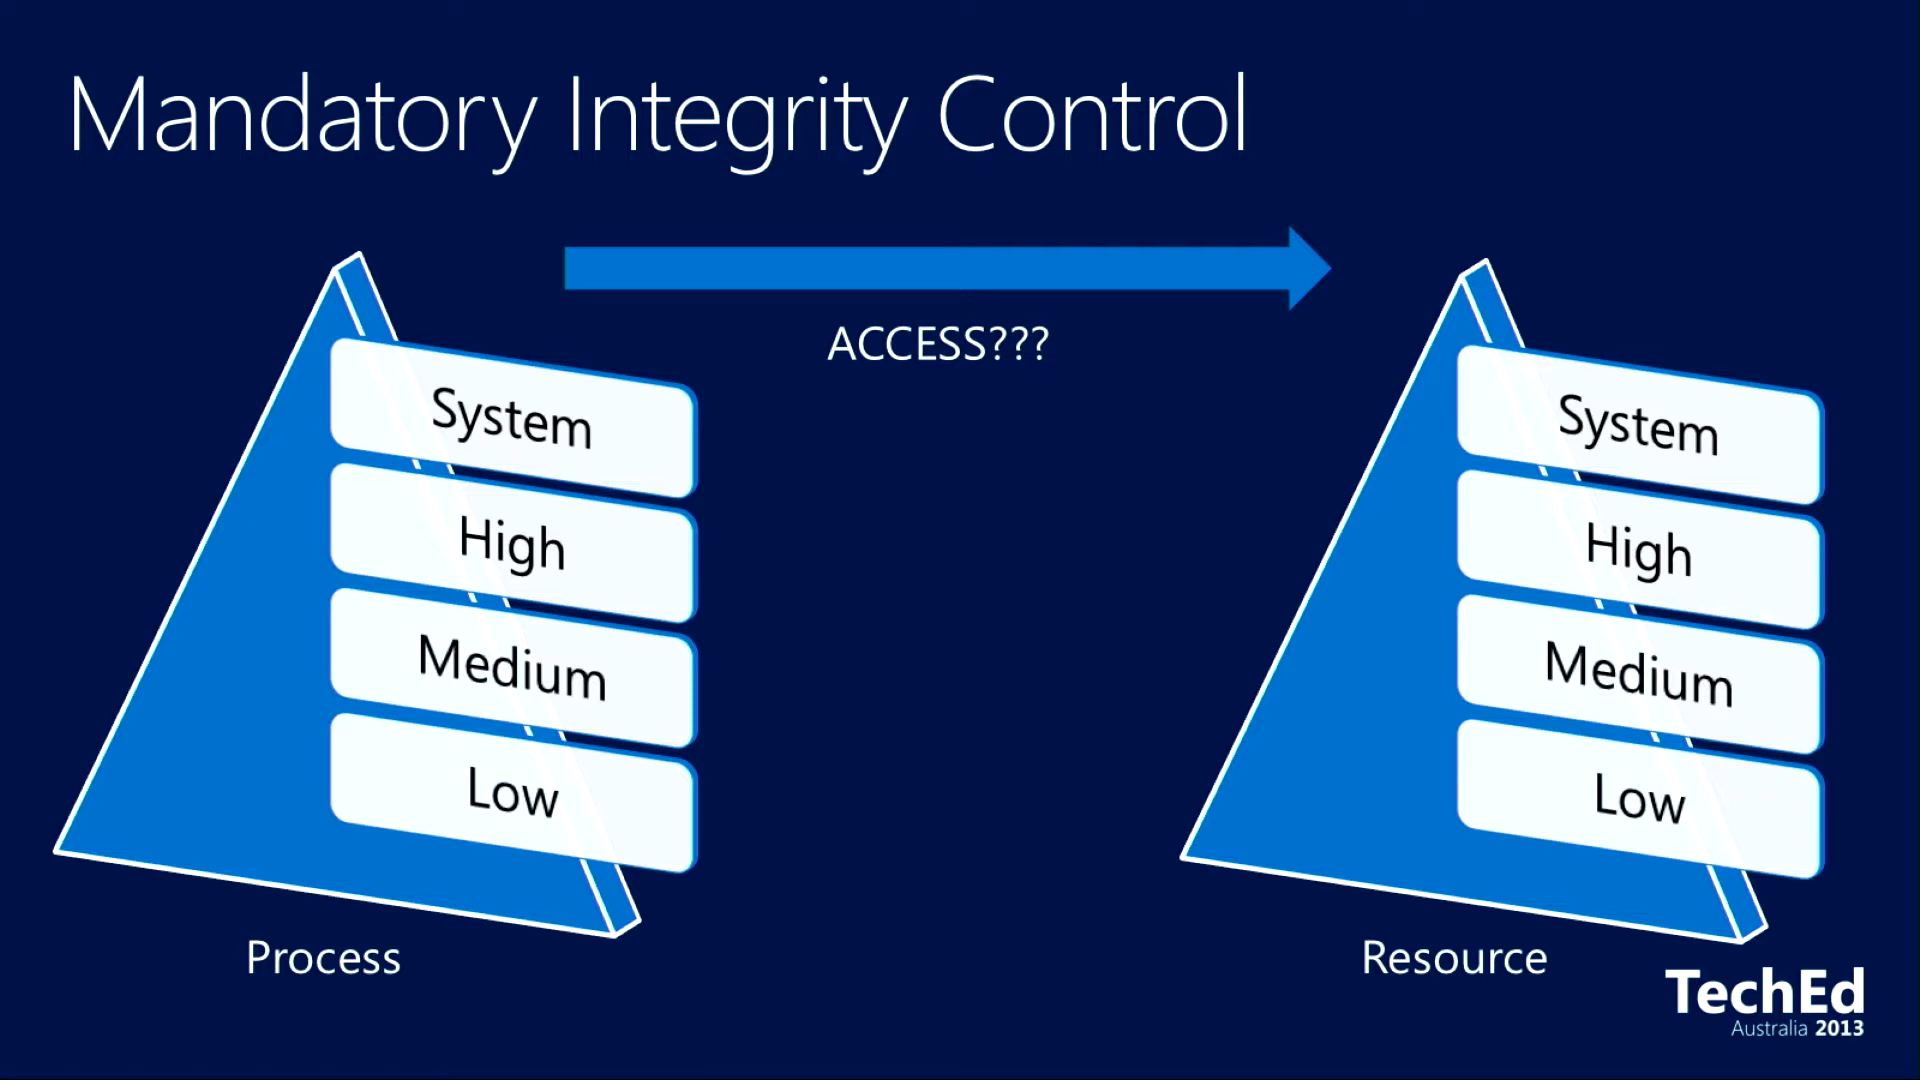 Mandatory Integrity Control
ACCESS???
System
High
Medium
Low
Process
System
High
Medium
Low
Resource
TechEd
Australia 2013